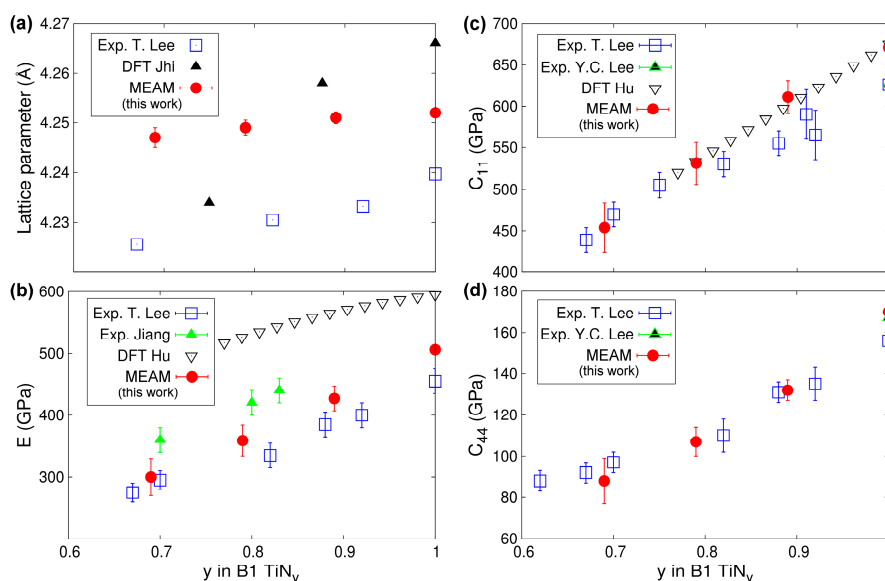 (a)
4.27
4.26
4.25
4.24
4.23
Lattice parameter (Å)
Exp. T. Lee
DFT Jhi
MEAM
(this work)
(b)
600
500
400
300
E (GPa)
Exp. T. Lee
Exp. Jiang
DFT Hu
MEAM
(this work)
0.6
0.7
0.8
0.9
1
y in B1 TiNy
(c)
700
650
600
550
500
450
400
C11 (GPa)
Exp. T. Lee
Exp. Y.C. Lee
DFT Hu
MEAM
(this work)
(d)
180
160
140
120
100
80
60
C44 (GPa)
Exp. T. Lee
Exp. Y.C. Lee
MEAM
(this work)
0.6
0.7
0.8
0.9
y in B1 TiNy